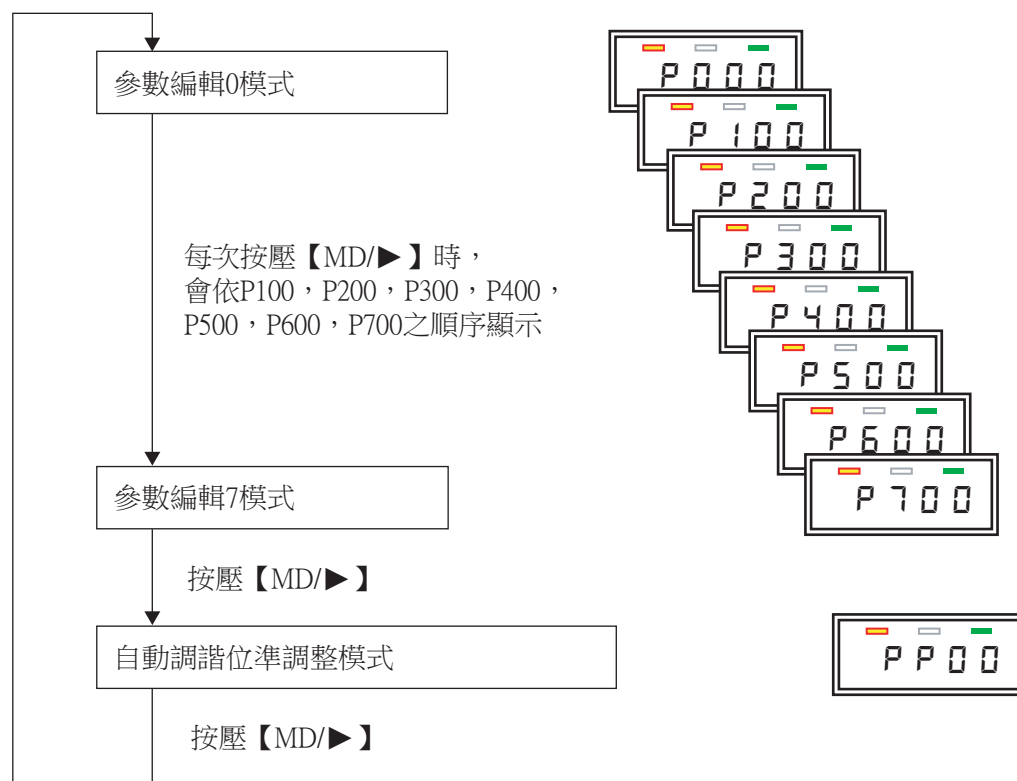 參數編輯0模式
P000
P100
P200
每次按壓【MD/▶】時，
會依P100，P200，P300，P400，
P500，P600，P700之順序顯示
P300
P400
P500
P600
參數編輯7模式
P700
按壓【MD/▶】
自動調諧位準調整模式
PP00
按壓【MD/▶】